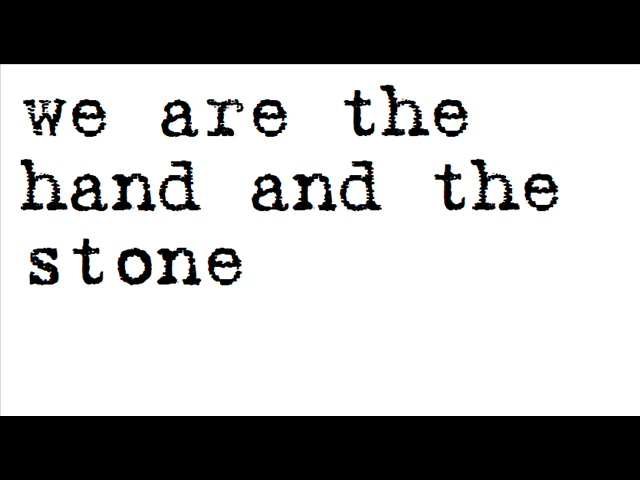 we are the
hand and the
stone